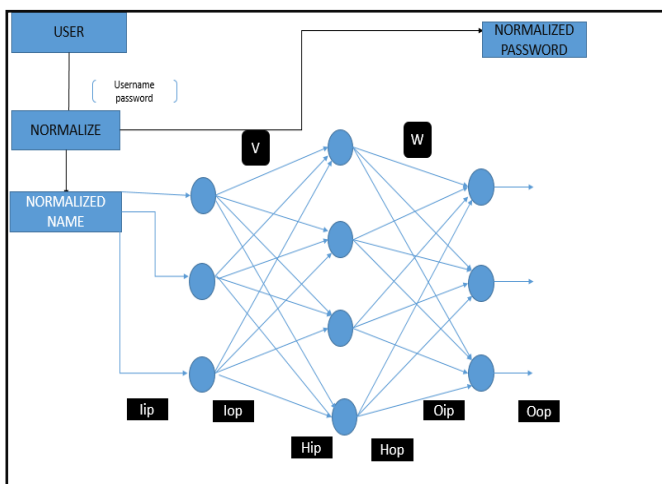 USER
NORMALIZED
PASSWORD
Username
password
NORMALIZE
V
W
NORMALIZED
NAME
Iip
Iop
Oip
Oop
Hip
Hop